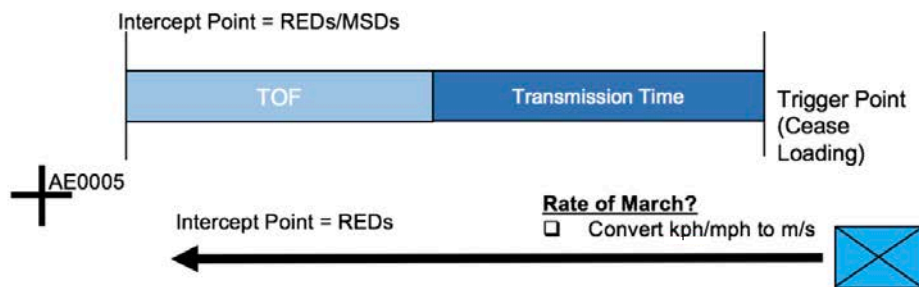 Intercept Point = REDs/MSDs
TOF
Transmission Time
Trigger Point
(Cease
Loading)
AE0005
Rate of March?
❑ Convert kph/mph to m/s
Intercept Point = REDs